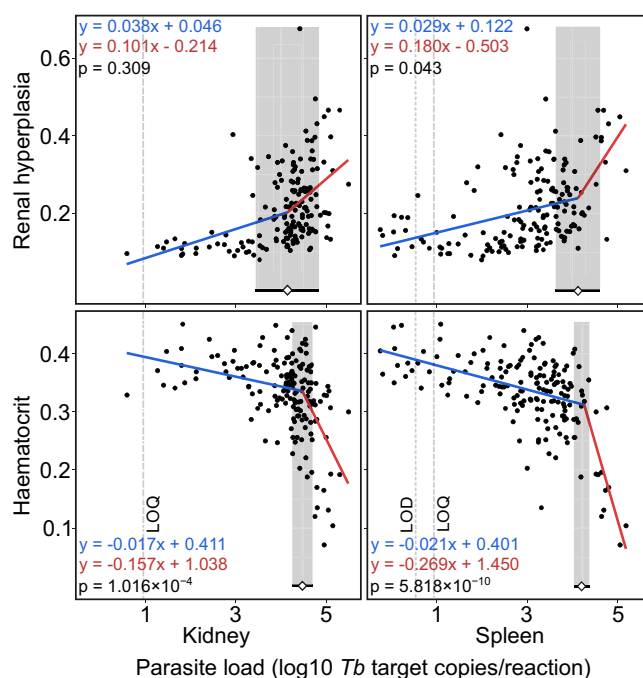 y = 0.038x + 0.046
y = 0.101x - 0.214
p = 0.309
y = 0.029x + 0.122
y = 0.180x - 0.503
p = 0.043
0.6
0.4
0.2
Renal hyperplasia
LOQ
y = -0.017x + 0.411
y = -0.157x + 1.038
p = 1.016×10⁻⁴
LOD
LOQ
y = -0.021x + 0.401
y = -0.269x + 1.450
p = 5.818×10⁻¹⁰
0.4
0.3
0.2
0.1
Haematocrit
1 3 5
1 3 5
Kidney
Spleen
Parasite load (log10 Tb target copies/reaction)